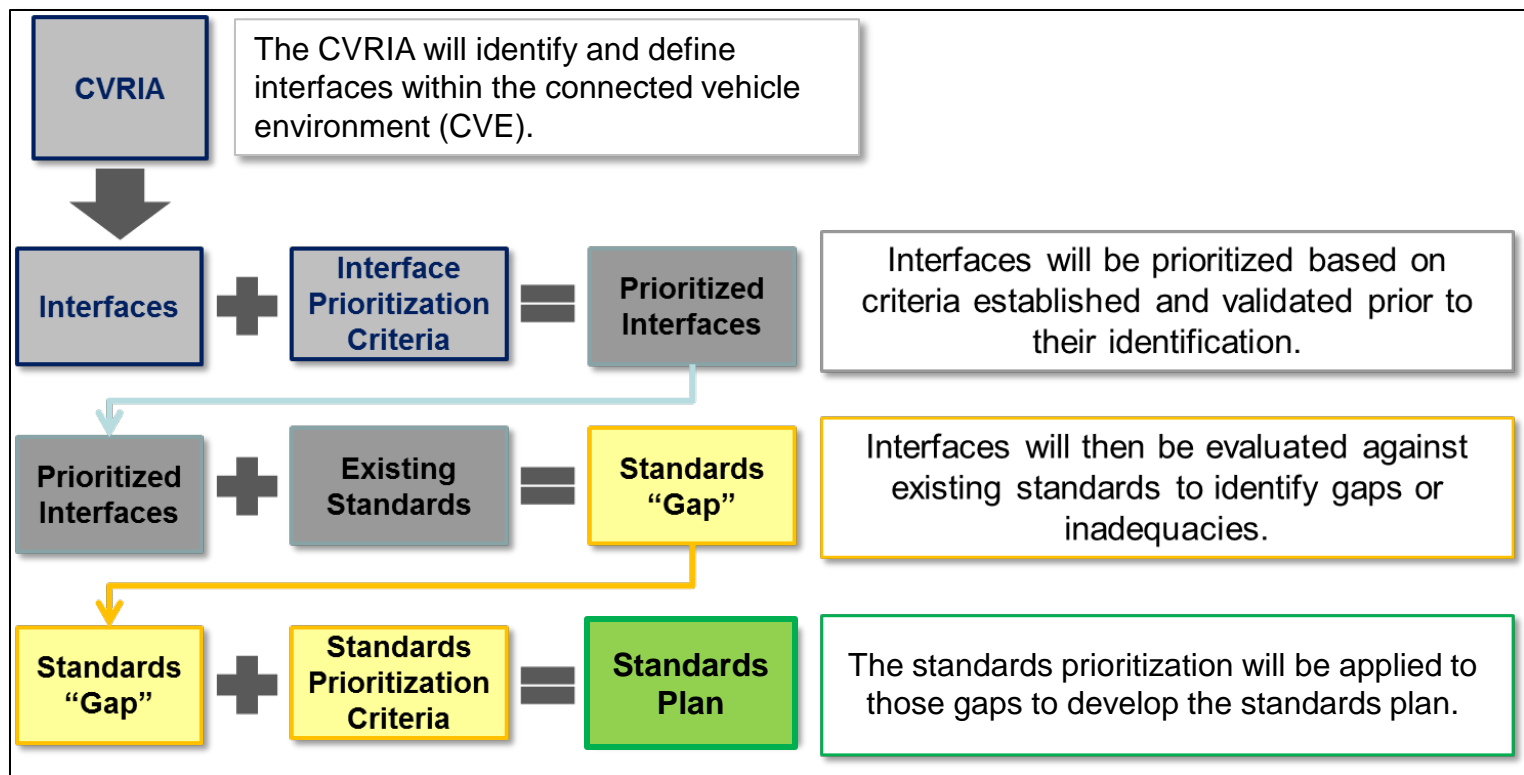 CVRIA
The CVRIA will identify and define
interfaces within the connected vehicle
environment (CVE).
Interfaces
Interface
Prioritization
Criteria
Prioritized
Interfaces
Interfaces will be prioritized based on
criteria established and validated prior to
their identification.
Prioritized
Interfaces
Existing
Standards
Standards
“Gap”
Interfaces will then be evaluated against
existing standards to identify gaps or
inadequacies.
Standards
“Gap”
Standards
Prioritization
Criteria
Standards
Plan
The standards prioritization will be applied to
those gaps to develop the standards plan.